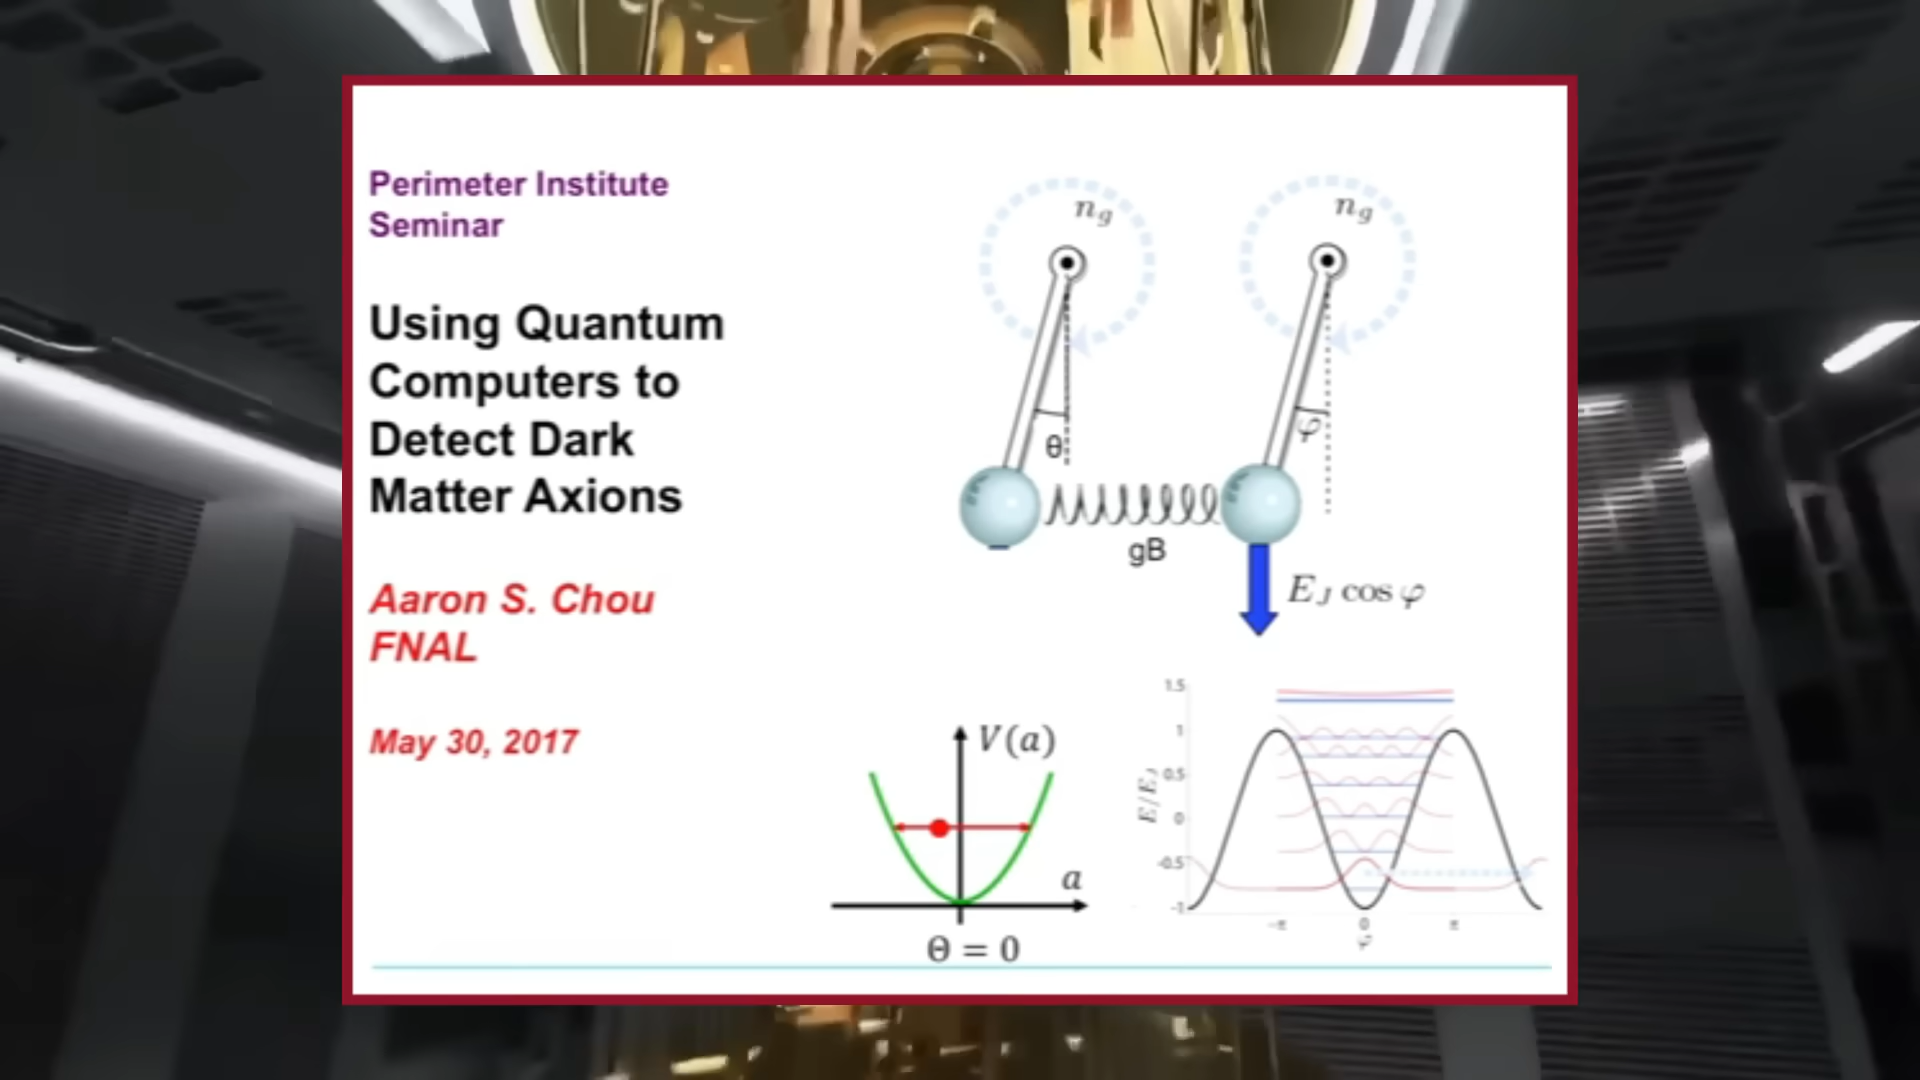 Perimeter Institute
Seminar
Using Quantum
Computers to
Detect Dark
Matter Axions
Aaron S. Chou
FNAL
May 30, 2017
n_g
n_g
θ
φ
gB
E_J cos φ
V(a)
a
Θ = 0
1.5
1
0.5
0
-0.5
-1
E/E_J
-π
0
π
φ